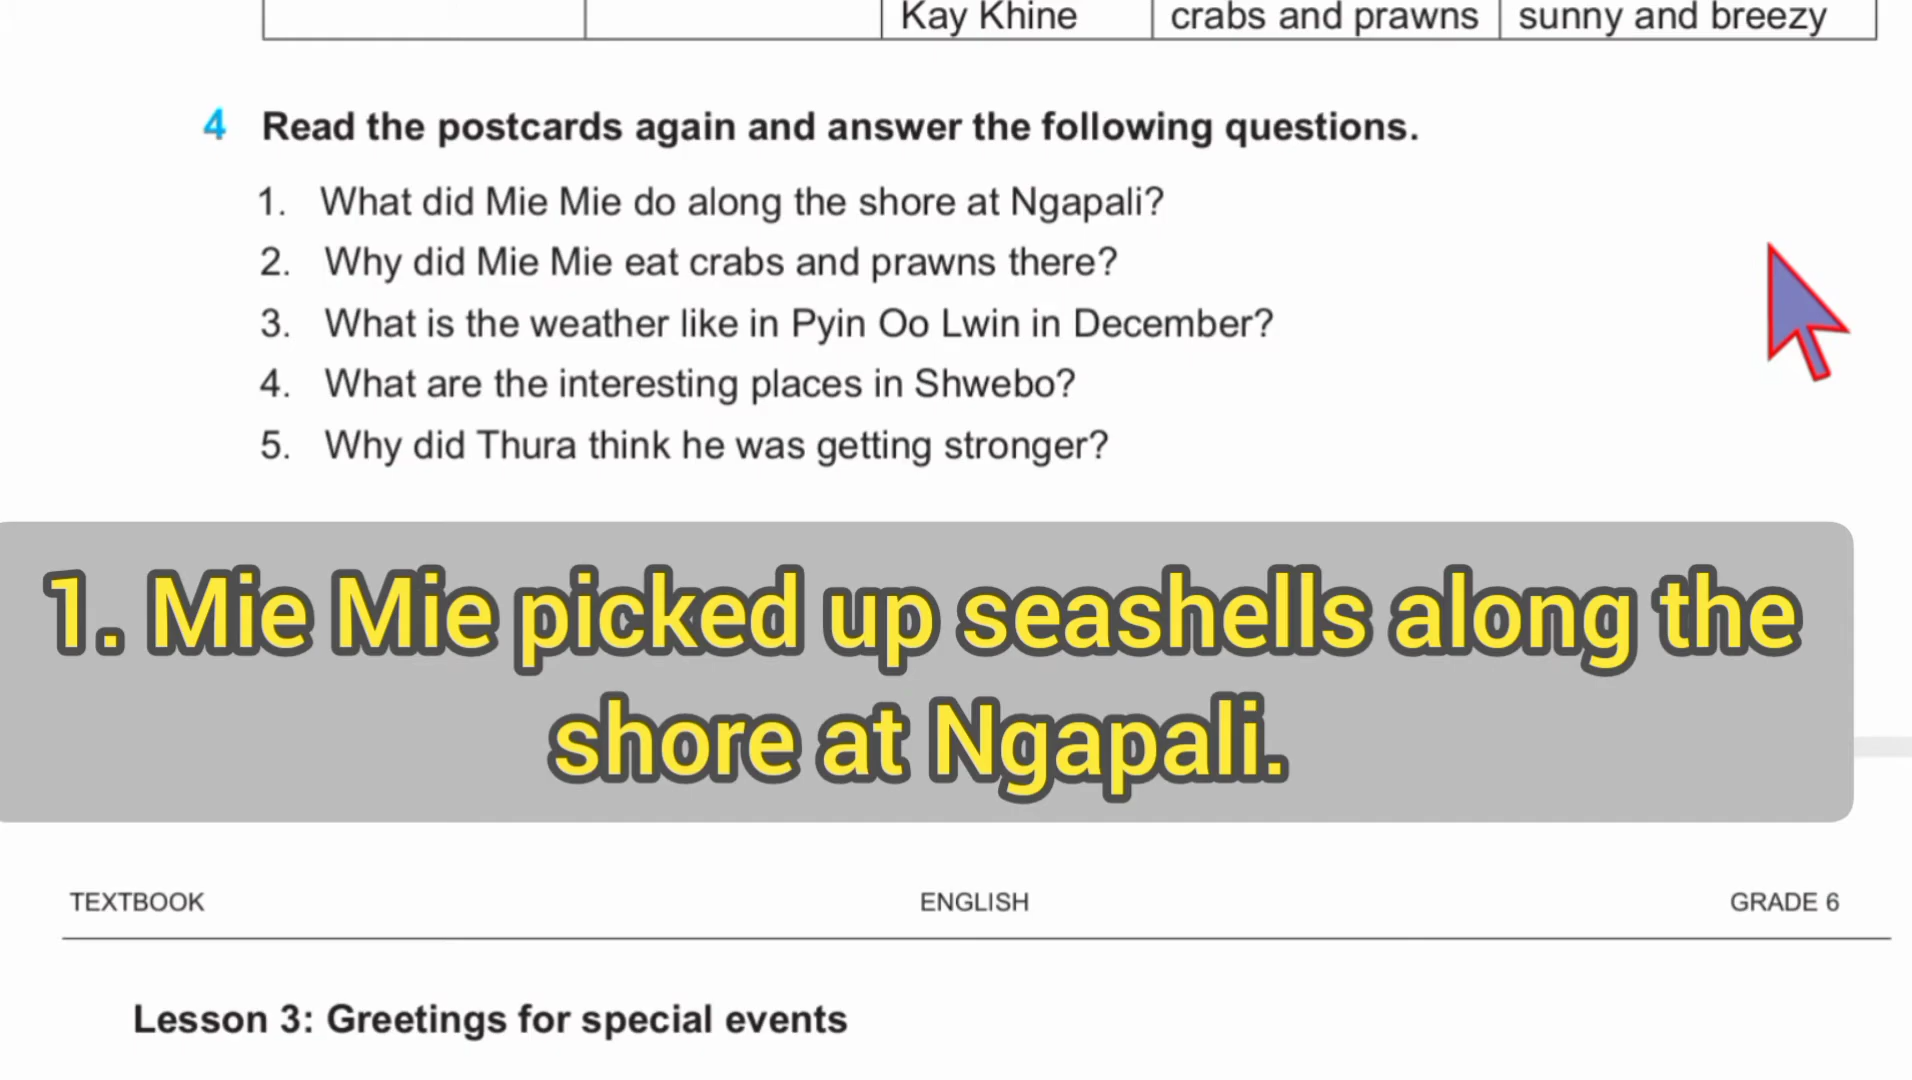 Kay Khine crabs and prawns sunny and breezy
4 Read the postcards again and answer the following questions.
1. What did Mie Mie do along the shore at Ngapali?
2. Why did Mie Mie eat crabs and prawns there?
3. What is the weather like in Pyin Oo Lwin in December?
4. What are the interesting places in Shwebo?
5. Why did Thura think he was getting stronger?
1. Mie Mie picked up seashells along the
shore at Ngapali.
TEXTBOOK ENGLISH GRADE 6
Lesson 3: Greetings for special events